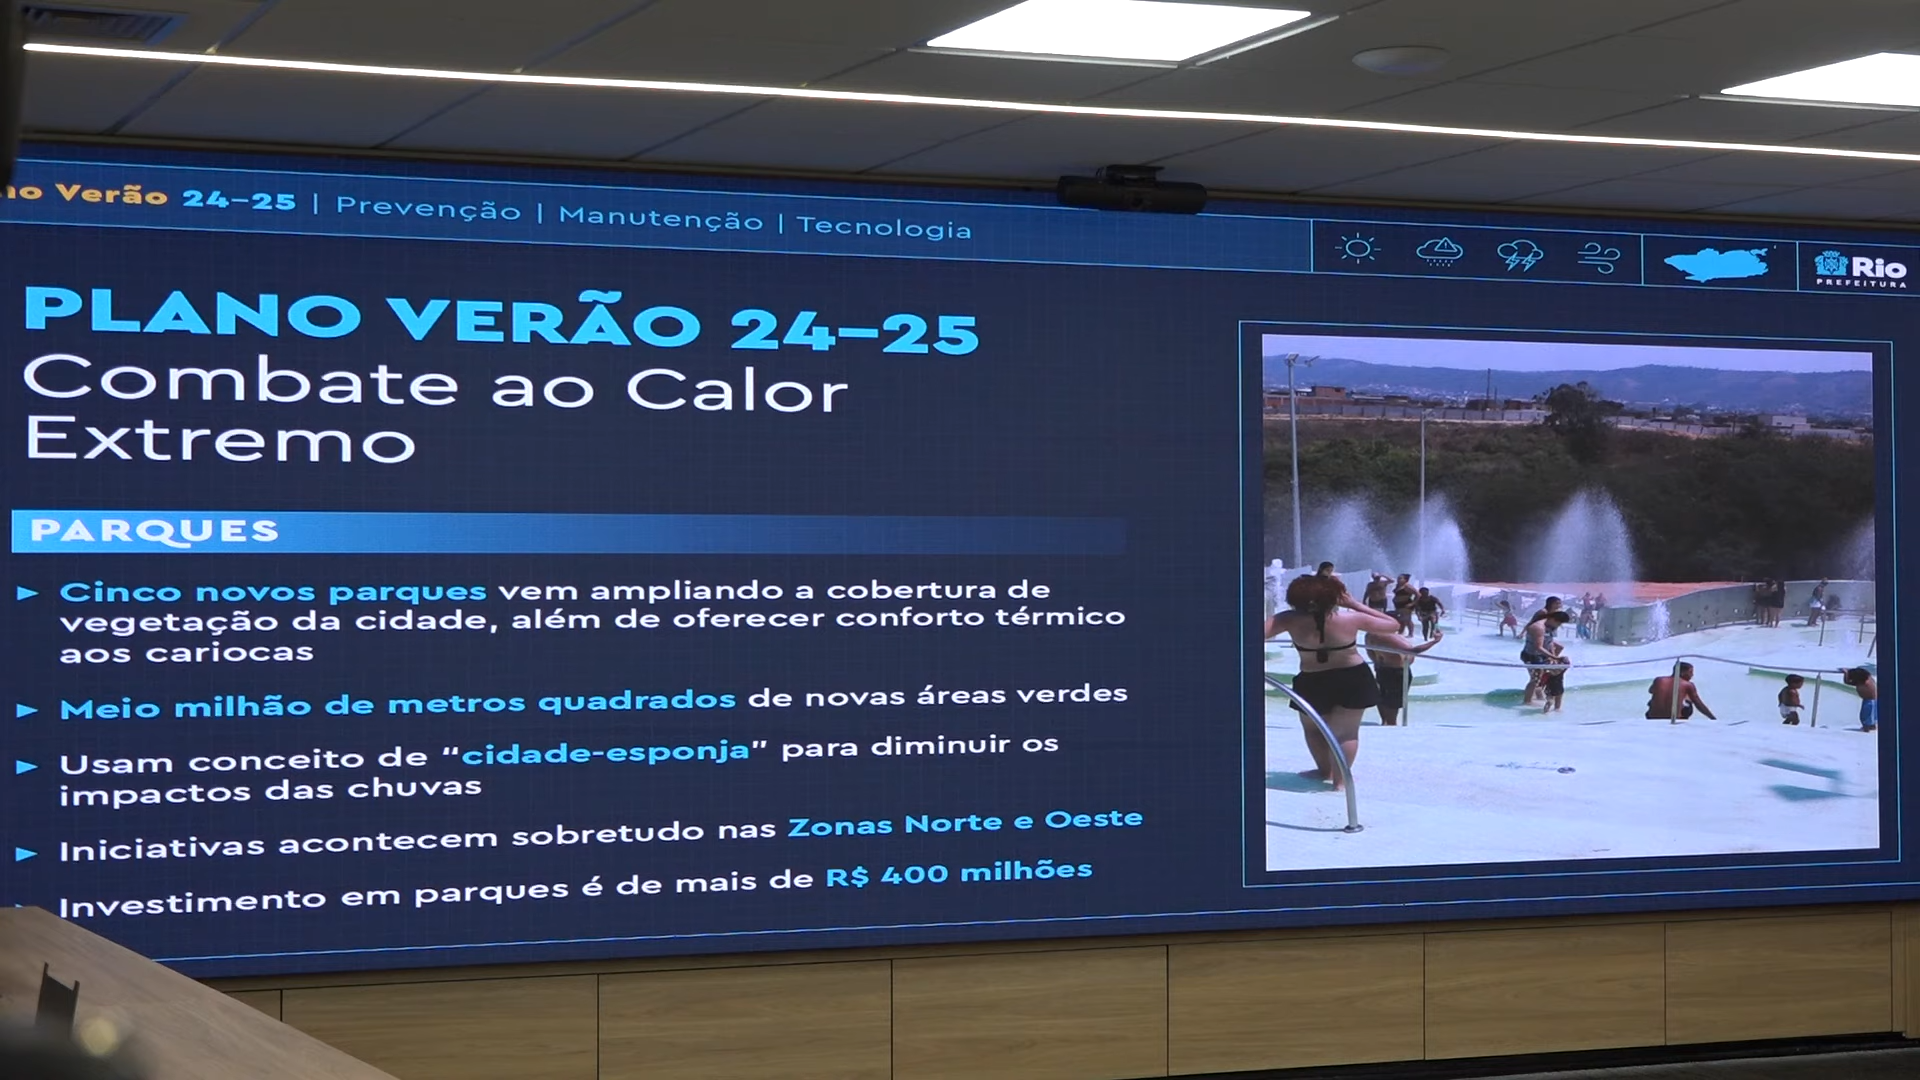 no Verão 24–25 | Prevenção | Manutenção | Tecnologia
Rio
PREFEITURA
PLANO VERÃO 24–25
Combate ao Calor
Extremo
PARQUES
► Cinco novos parques vem ampliando a cobertura de
vegetação da cidade, além de oferecer conforto térmico
aos cariocas
► Meio milhão de metros quadrados de novas áreas verdes
► Usam conceito de “cidade-esponja” para diminuir os
impactos das chuvas
► Iniciativas acontecem sobretudo nas Zonas Norte e Oeste
Investimento em parques é de mais de R$ 400 milhões